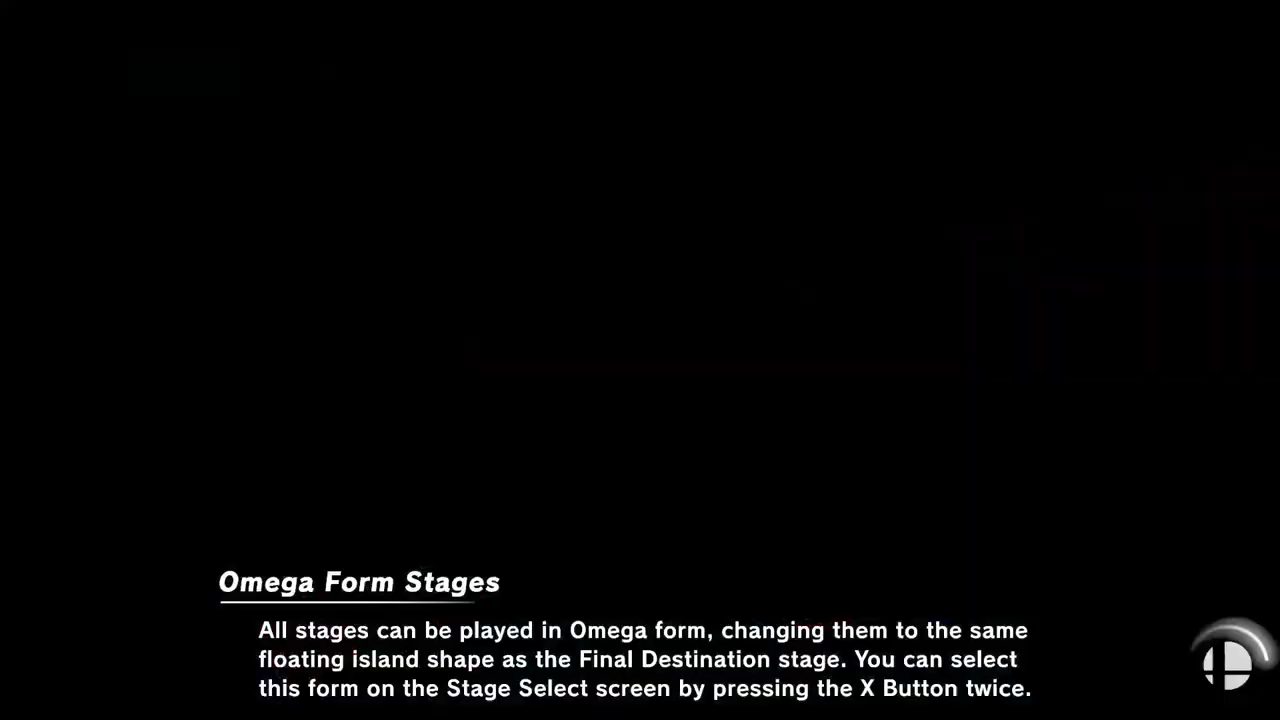 Omega Form Stages
All stages can be played in Omega form, changing them to the same
floating island shape as the Final Destination stage. You can select
this form on the Stage Select screen by pressing the X Button twice.